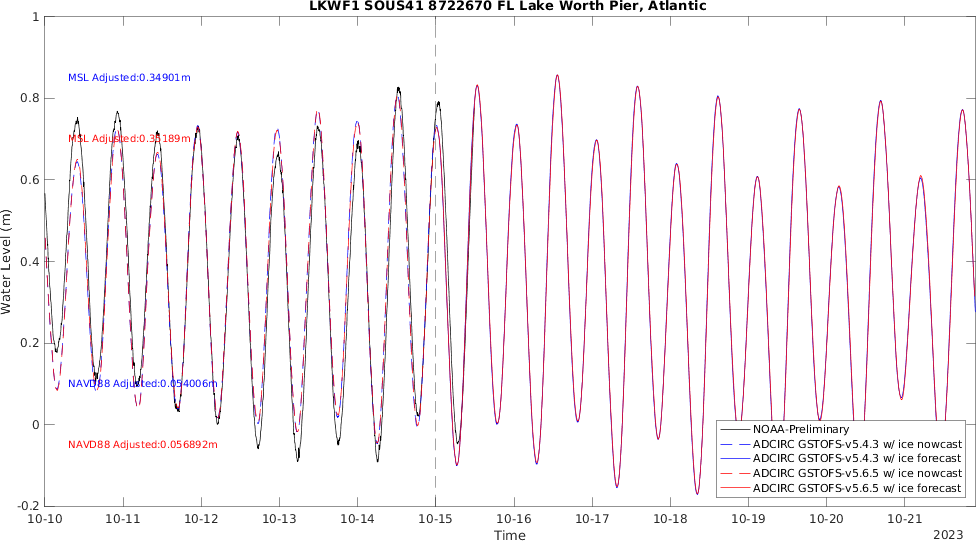 LKWF1 SOUS41 8722670 FL Lake Worth Pier, Atlantic
1
0.8
0.6
0.4
0.2
0
-0.2
Water Level (m)
MSL Adjusted:0.34901m
MSL Adjusted:0.35189m
NAVD88 Adjusted:0.054006m
NAVD88 Adjusted:0.056892m
NOAA-Preliminary
ADCIRC GSTOFS-v5.4.3 w/ ice nowcast
ADCIRC GSTOFS-v5.4.3 w/ ice forecast
ADCIRC GSTOFS-v5.6.5 w/ ice nowcast
ADCIRC GSTOFS-v5.6.5 w/ ice forecast
10-10 10-11 10-12 10-13 10-14 10-15 10-16 10-17 10-18 10-19 10-20 10-21
Time
2023